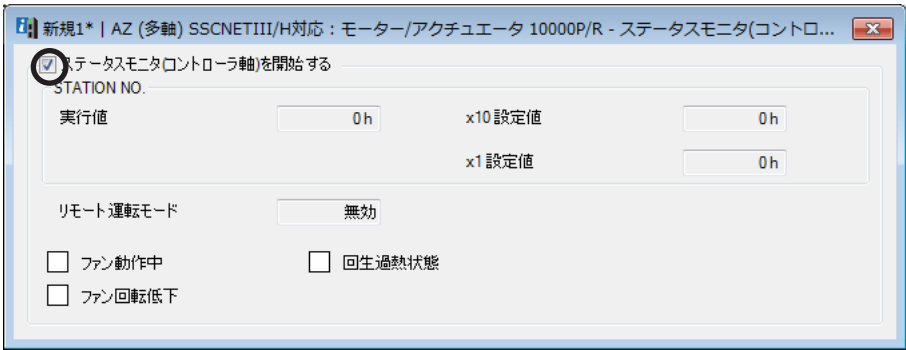 新規1* | AZ (多軸) SSCNETIII/H対応：モーター/アクチュエータ 10000P/R - ステータスモニタ(コントロ...
ステータスモニタ(コントローラ軸)を開始する
STATION NO.
実行値 0h x10 設定値 0h
x1 設定値 0h
リモート運転モード 無効
ファン動作中 回生過熱状態
ファン回転低下